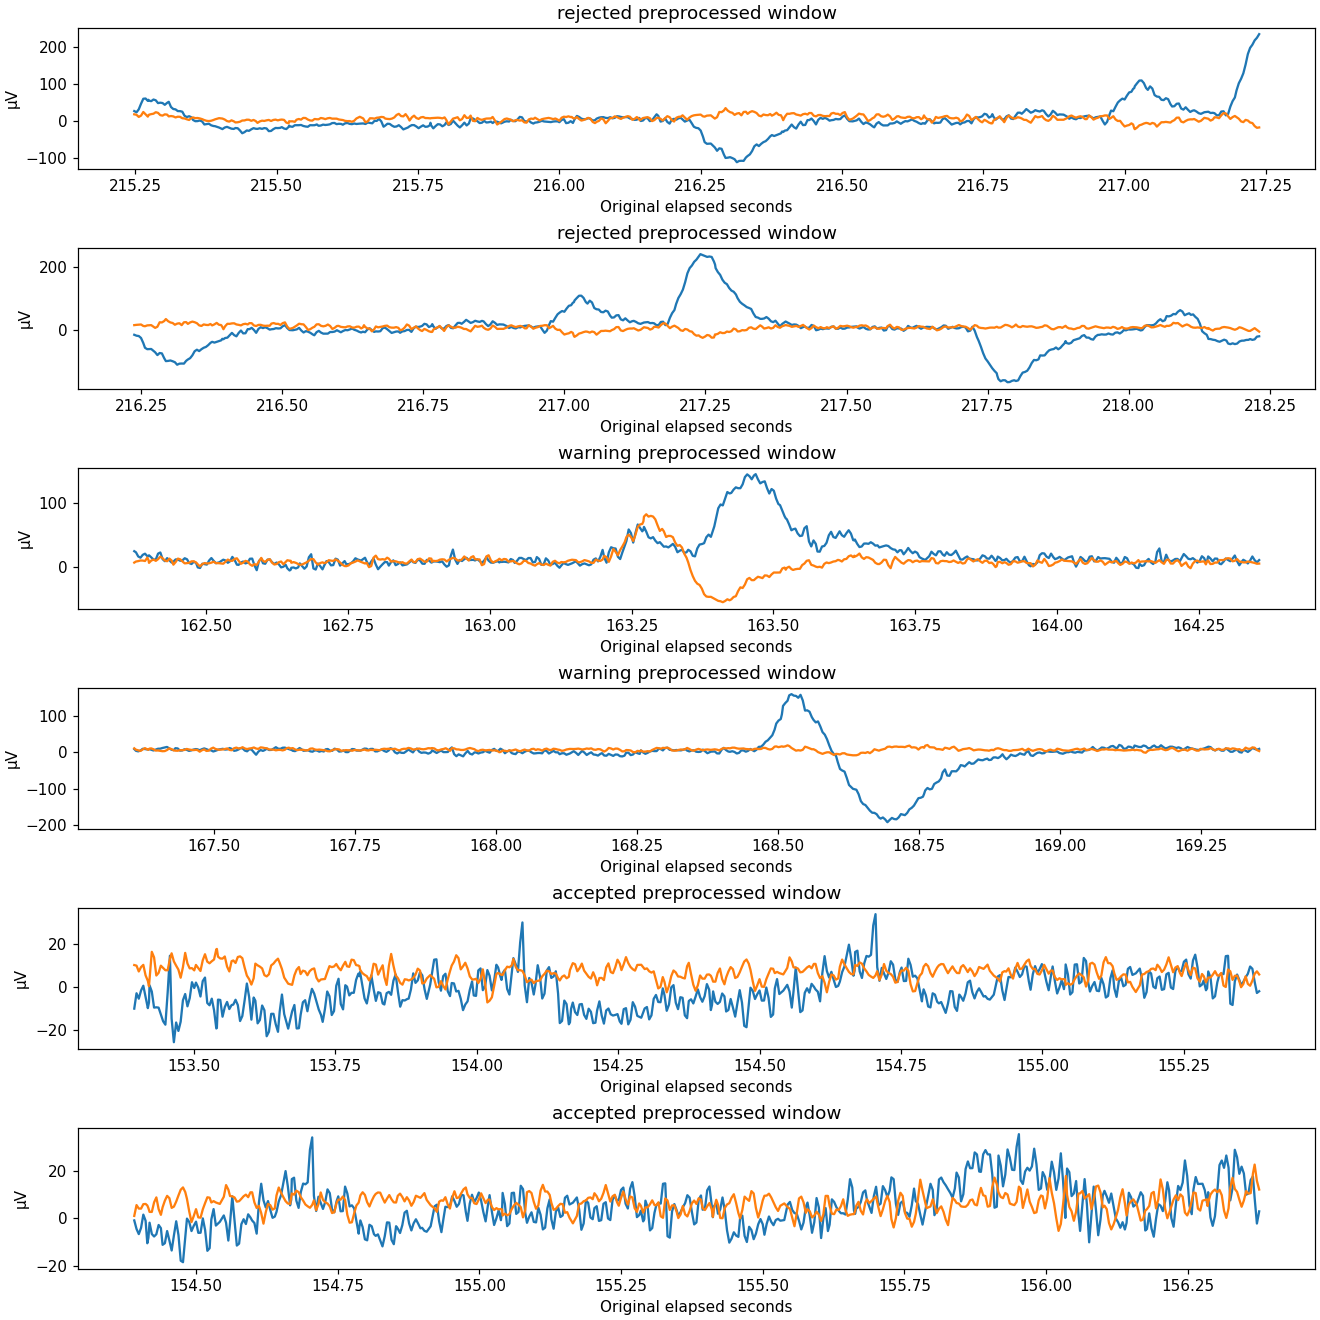 rejected preprocessed window
200
100
0
−100
µV
215.25 215.50 215.75 216.00 216.25 216.50 216.75 217.00 217.25
Original elapsed seconds
rejected preprocessed window
200
0
µV
216.25 216.50 216.75 217.00 217.25 217.50 217.75 218.00 218.25
Original elapsed seconds
warning preprocessed window
100
0
µV
162.50 162.75 163.00 163.25 163.50 163.75 164.00 164.25
Original elapsed seconds
warning preprocessed window
100
0
−100
−200
µV
167.50 167.75 168.00 168.25 168.50 168.75 169.00 169.25
Original elapsed seconds
accepted preprocessed window
20
0
−20
µV
153.50 153.75 154.00 154.25 154.50 154.75 155.00 155.25
Original elapsed seconds
accepted preprocessed window
20
0
−20
µV
154.50 154.75 155.00 155.25 155.50 155.75 156.00 156.25
Original elapsed seconds